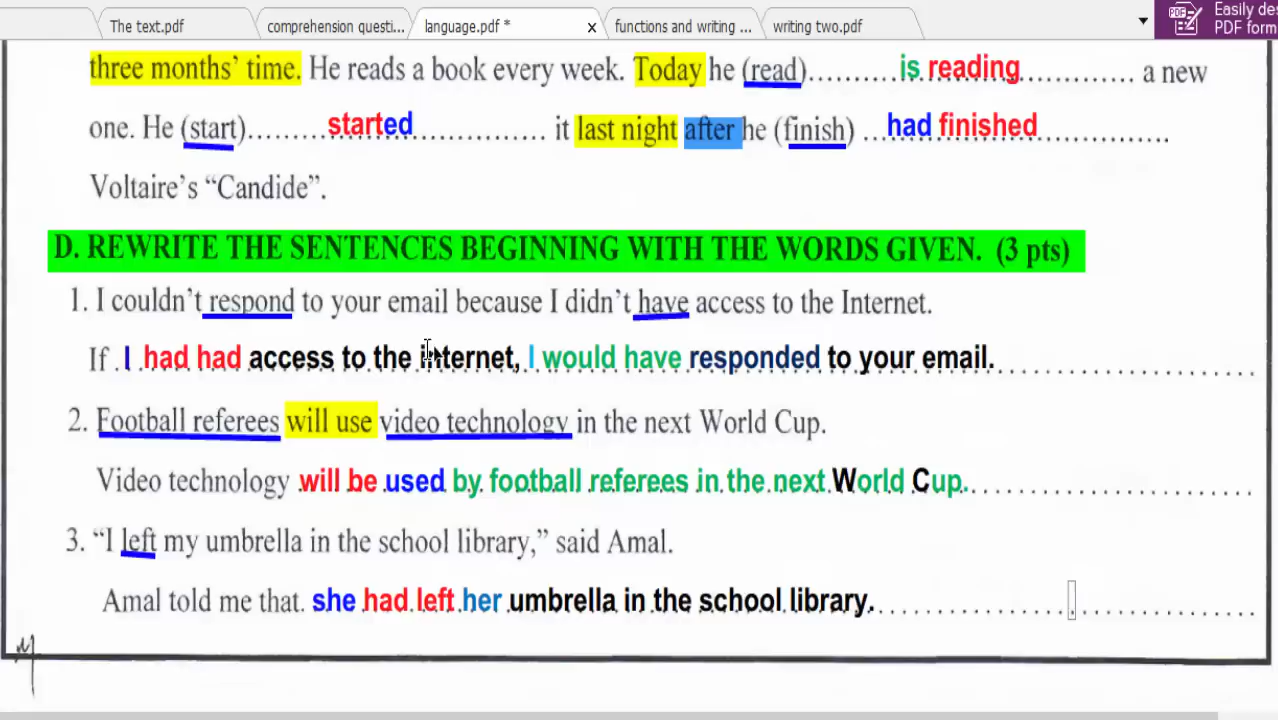 The text.pdf comprehension questi... language.pdf * x functions and writing ... writing two.pdf
Easily des
PDF form
three months' time. He reads a book every week. Today he (read)..........is reading................ a new
one. He (start).........started................ it last night after he (finish) ...had finished..................
Voltaire's "Candide".
D. REWRITE THE SENTENCES BEGINNING WITH THE WORDS GIVEN. (3 pts)
1. I couldn't respond to your email because I didn't have access to the Internet.
If I had had access to the internet, I would have responded to your email.
2. Football referees will use video technology in the next World Cup.
Video technology will be used by football referees in the next World Cup.
3. "I left my umbrella in the school library," said Amal.
Amal told me that. she had left her umbrella in the school library.